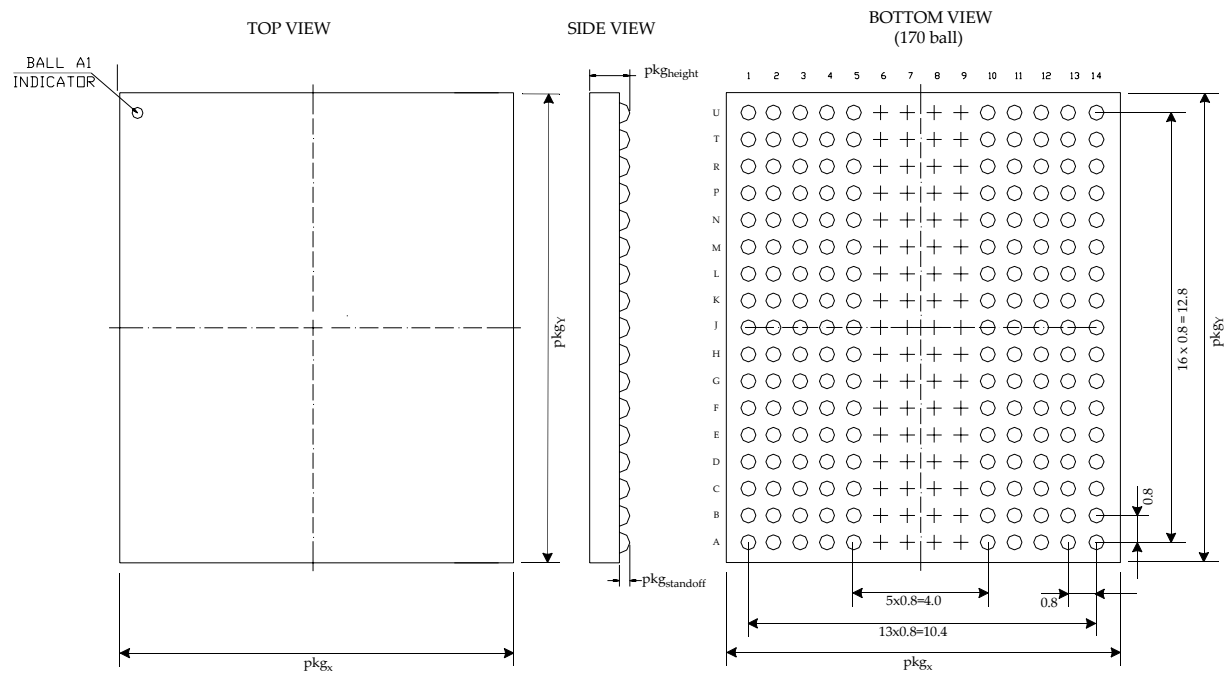 TOP VIEW
BALL A1
INDICATOR
pkgY
pkgx
SIDE VIEW
pkgheight
pkgstandoff
BOTTOM VIEW
(170 ball)
1 2 3 4 5 6 7 8 9 10 11 12 13 14
U
T
R
P
N
M
L
K
J
H
G
F
E
D
C
B
A
16 x 0.8 = 12.8
pkgY
0.8
5x0.8=4.0
0.8
13x0.8=10.4
pkgx